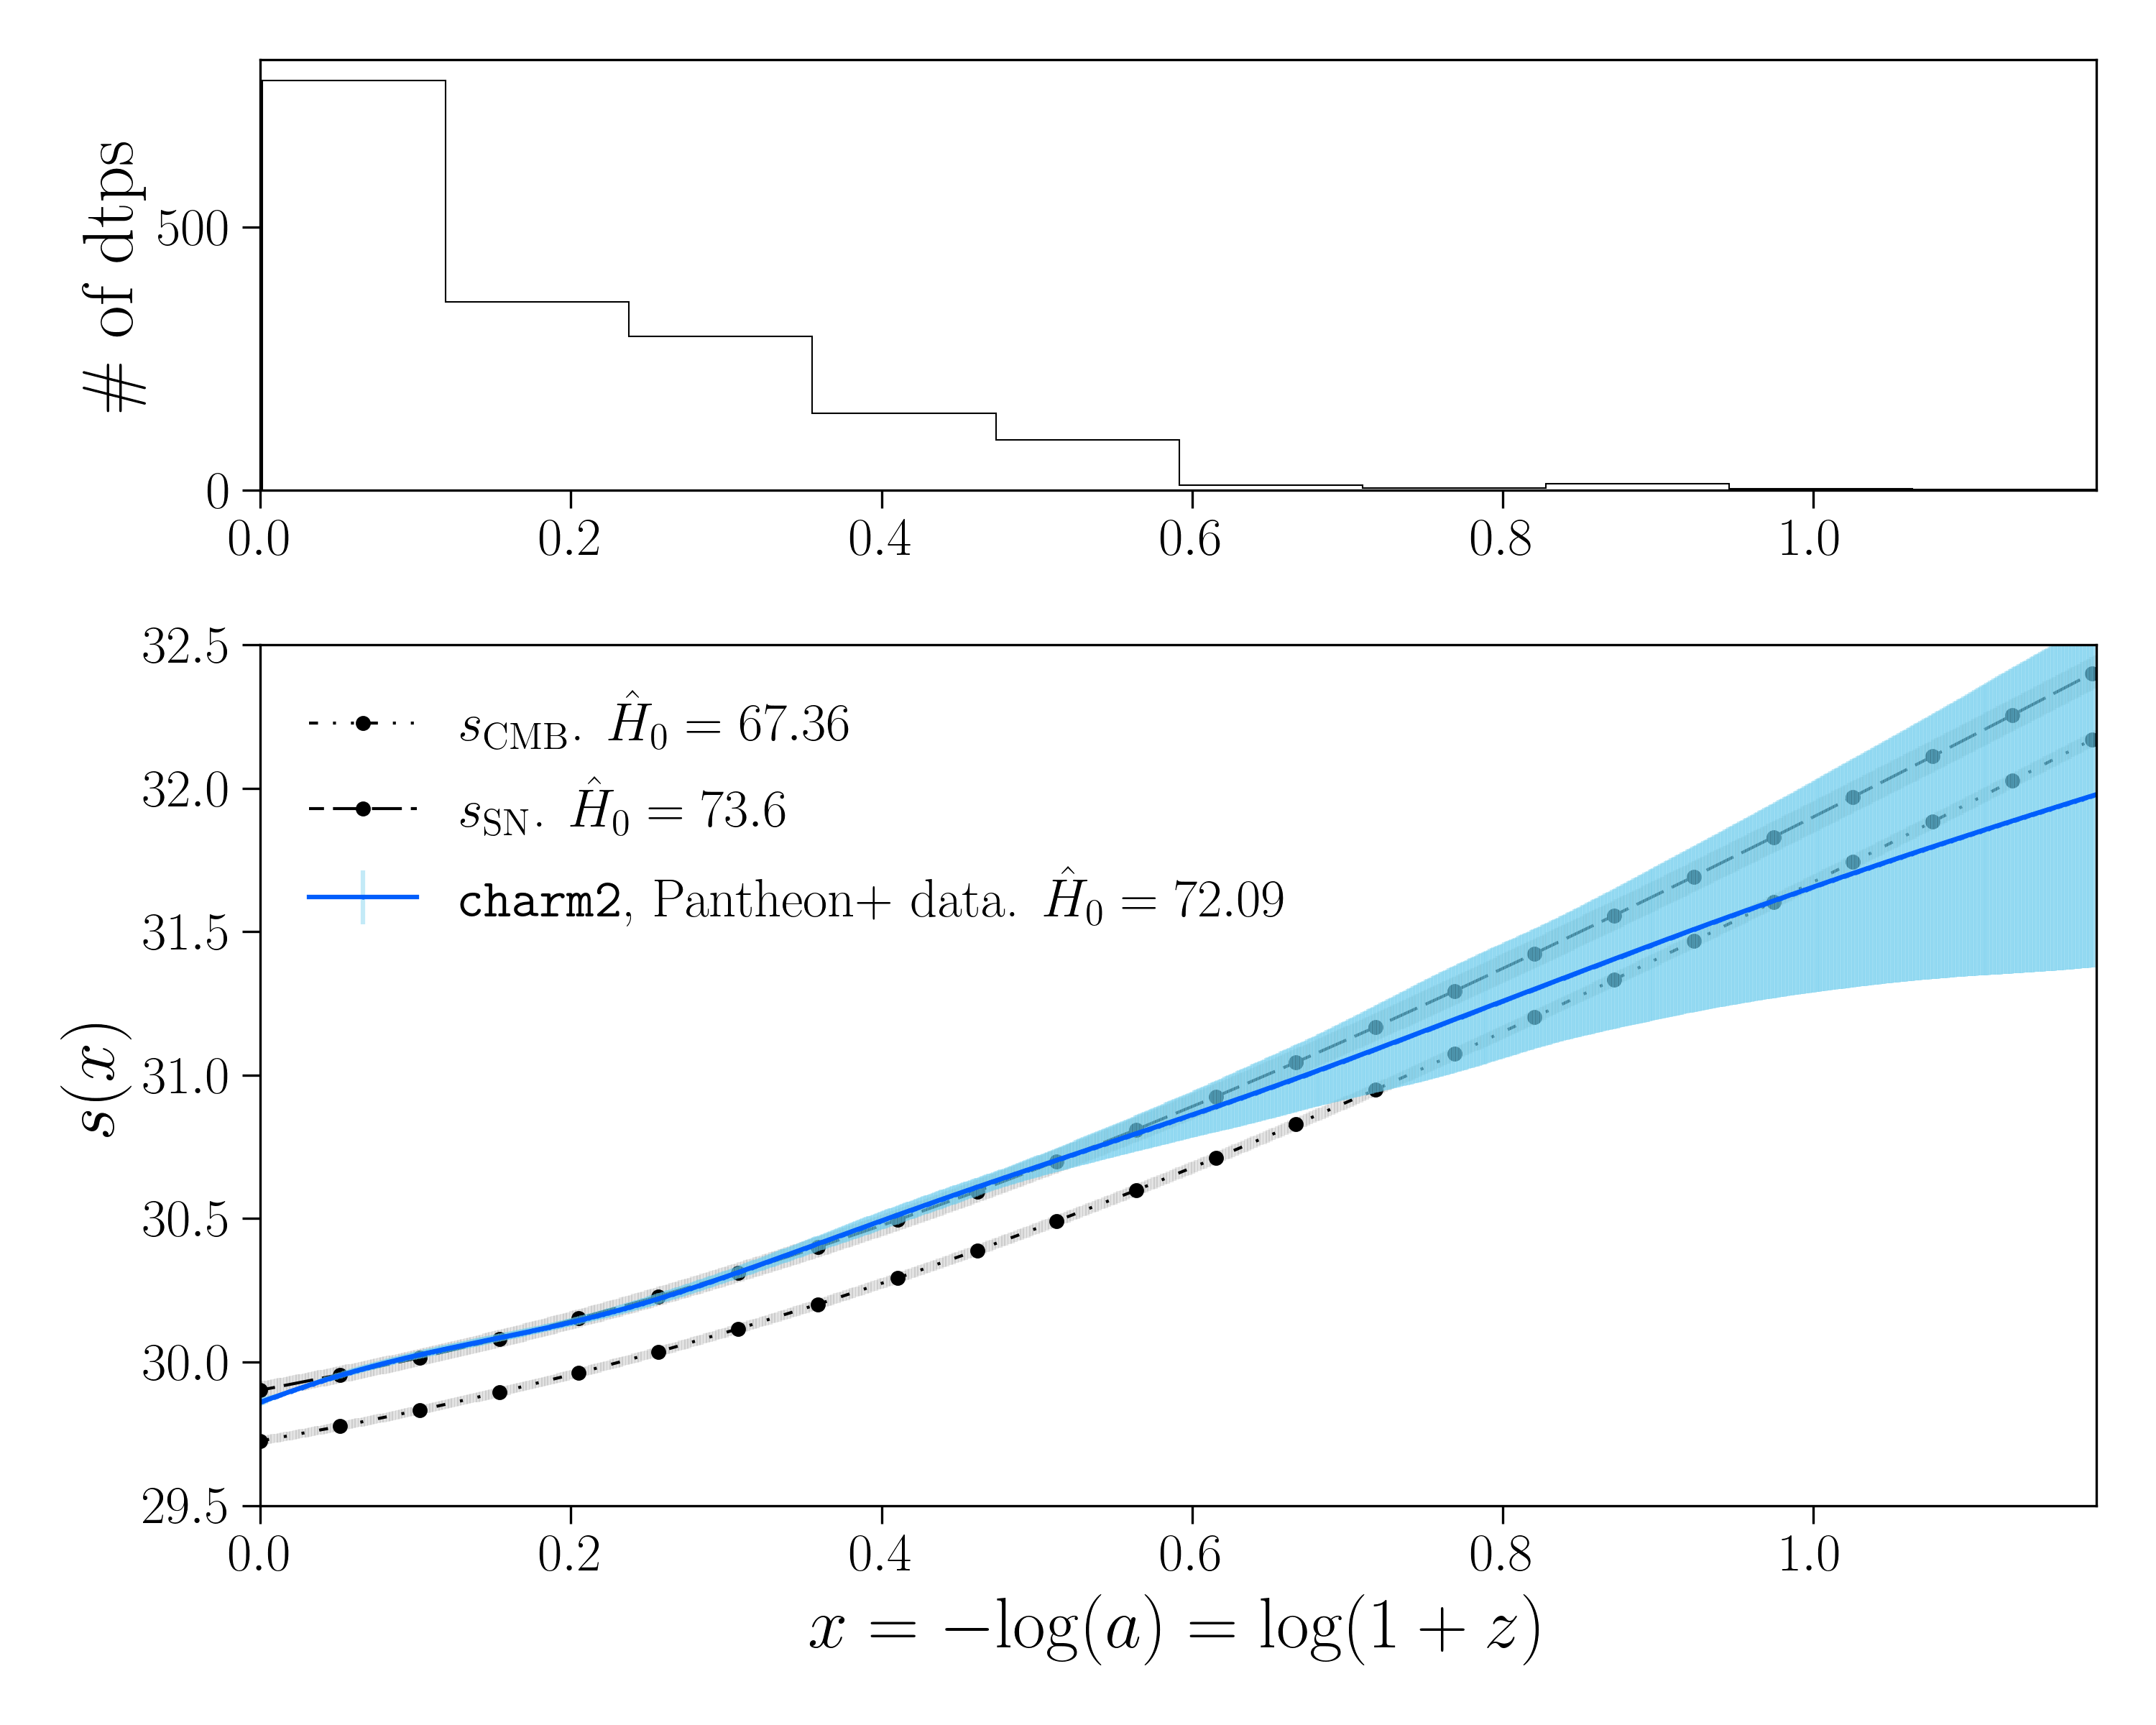 # of dtps
500
0
0.0 0.2 0.4 0.6 0.8 1.0
32.5
32.0
31.5
31.0
30.5
30.0
29.5
s(x)
s_CMB. Ĥ_0 = 67.36
s_SN. Ĥ_0 = 73.6
charm2, Pantheon+ data. Ĥ_0 = 72.09
0.0 0.2 0.4 0.6 0.8 1.0
x = −log(a) = log(1 + z)